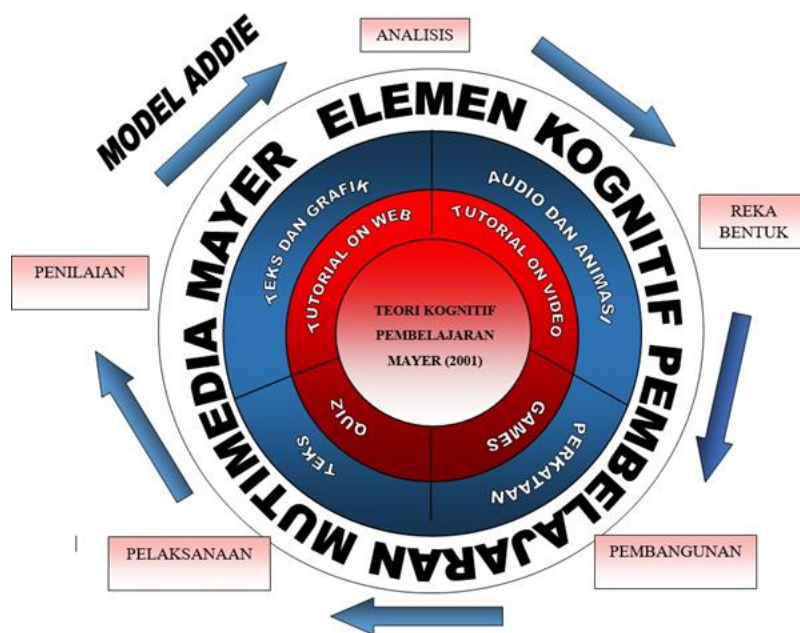 MODEL ADDIE
ANALISIS
REKA
BENTUK
PEMBANGUNAN
PELAKSANAAN
PENILAIAN
ELEMEN KOGNITIF PEMBELAJARAN MUTIMEDIA MAYER
TEKS DAN GRAFIK
AUDIO DAN ANIMASI
PERKATAAN
TEKS
TUTORIAL ON WEB
TUTORIAL ON VIDEO
GAMES
QUIZ
TEORI KOGNITIF
PEMBELAJARAN
MAYER (2001)